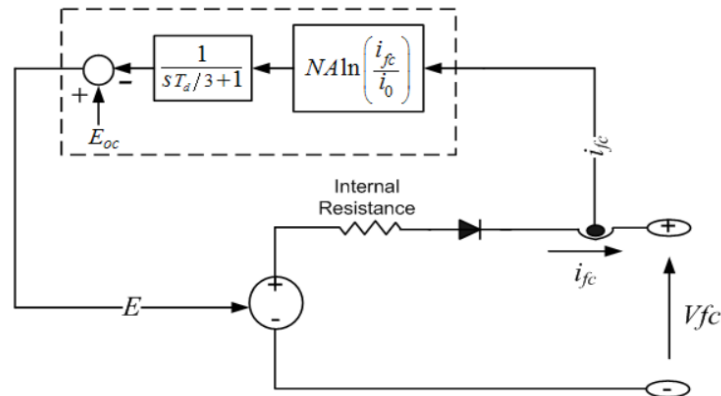 1 / (sT_d/3+1)
NA ln(i_fc / i_0)
+
−
E_oc
i_fc
Internal
Resistance
+
i_fc
E
+
-
Vfc
-